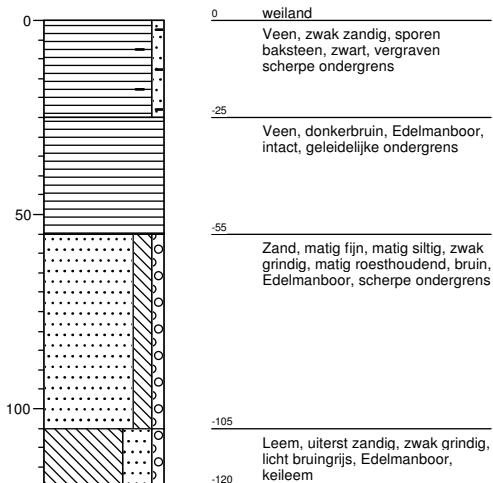 0
0 weiland
Veen, zwak zandig, sporen
baksteen, zwart, vergraven
scherpe ondergrens
-25
Veen, donkerbruin, Edelmanboor,
intact, geleidelijke ondergrens
50
-55
Zand, matig fijn, matig siltig, zwak
grindig, matig roesthoudend, bruin,
Edelmanboor, scherpe ondergrens
100
-105
Leem, uiterst zandig, zwak grindig,
licht bruingrijs, Edelmanboor,
keileem
-120